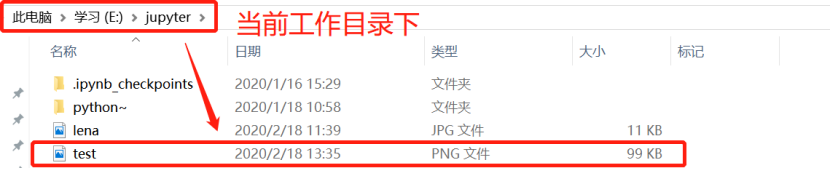 此电脑 > 学习 (E:) > jupyter >
当前工作目录下
名称 日期 类型 大小 标记
.ipynb_checkpoints 2020/1/16 15:29 文件夹
python~ 2020/1/18 10:58 文件夹
lena 2020/2/18 11:39 JPG 文件 11 KB
test 2020/2/18 13:35 PNG 文件 99 KB